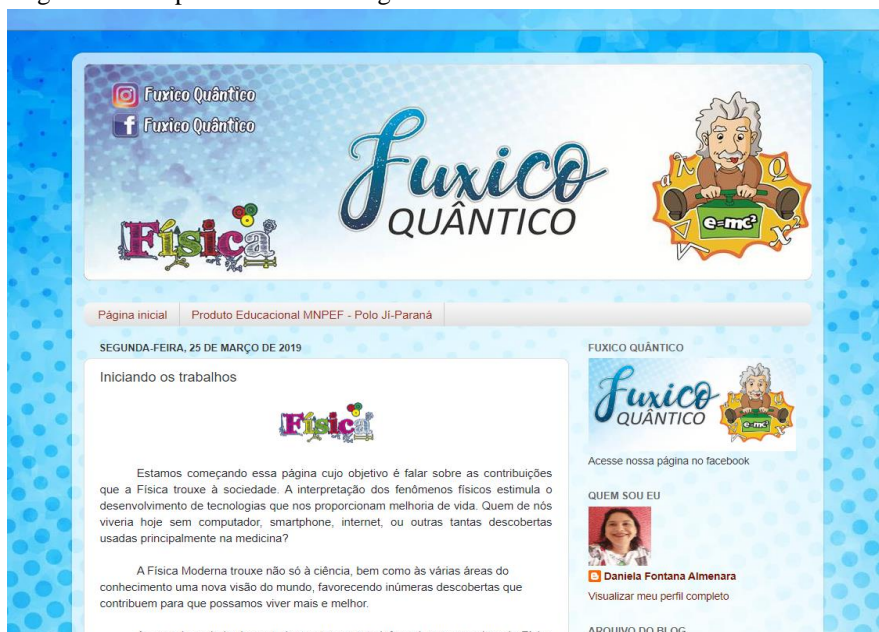 Fuxico Quântico
Fuxico Quântico
Fuxico
QUÂNTICO
Física
e=mc²
Página inicial
Produto Educacional MNPEF - Polo Jí-Paraná
SEGUNDA-FEIRA, 25 DE MARÇO DE 2019
Iniciando os trabalhos
Física
Estamos começando essa página cujo objetivo é falar sobre as contribuições
que a Física trouxe à sociedade. A interpretação dos fenômenos físicos estimula o
desenvolvimento de tecnologias que nos proporcionam melhoria de vida. Quem de nós
viveria hoje sem computador, smartphone, internet, ou outras tantas descobertas
usadas principalmente na medicina?
A Física Moderna trouxe não só à ciência, bem como às várias áreas do
conhecimento uma nova visão do mundo, favorecendo inúmeras descobertas que
contribuem para que possamos viver mais e melhor.
FUXICO QUÂNTICO
Fuxico
QUÂNTICO
e=mc²
Acesse nossa página no facebook
QUEM SOU EU
Daniela Fontana Almenara
Visualizar meu perfil completo
ARQUIVO DO BLOG